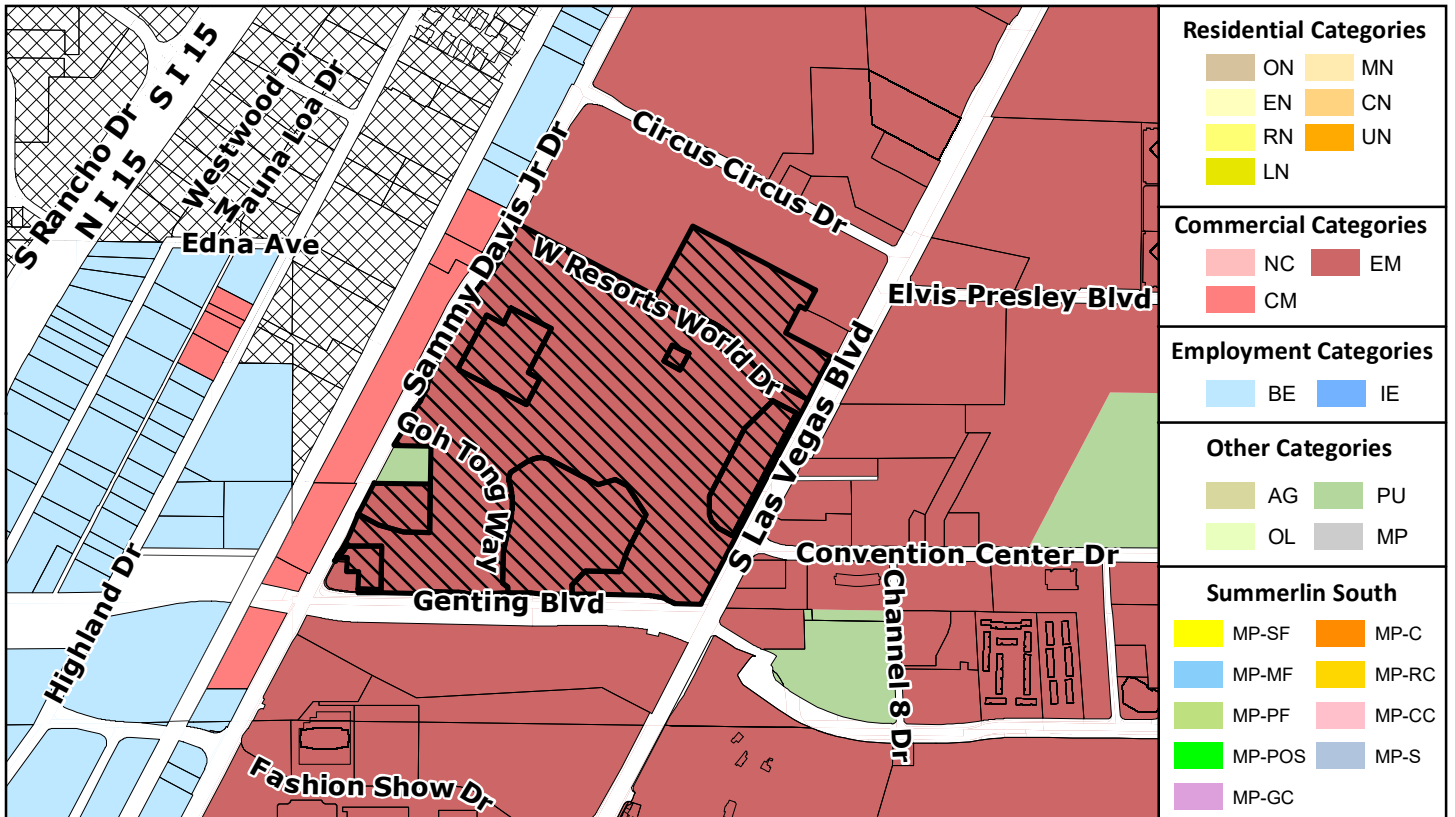 S I 15
Westwood Dr
Mauna Loa Dr
S Rancho Dr
N I 15
Edna Ave
Sammy Davis Jr Dr
Circus Circus Dr
W Resorts World Dr
Elvis Presley Blvd
S Las Vegas Blvd
Goh Tong Way
Convention Center Dr
Channel 8 Dr
Genting Blvd
Highland Dr
Fashion Show Dr
Residential Categories
ON MN
EN CN
RN UN
LN
Commercial Categories
NC EM
CM
Employment Categories
BE IE
Other Categories
AG PU
OL MP
Summerlin South
MP-SF MP-C
MP-MF MP-RC
MP-PF MP-CC
MP-POS MP-S
MP-GC